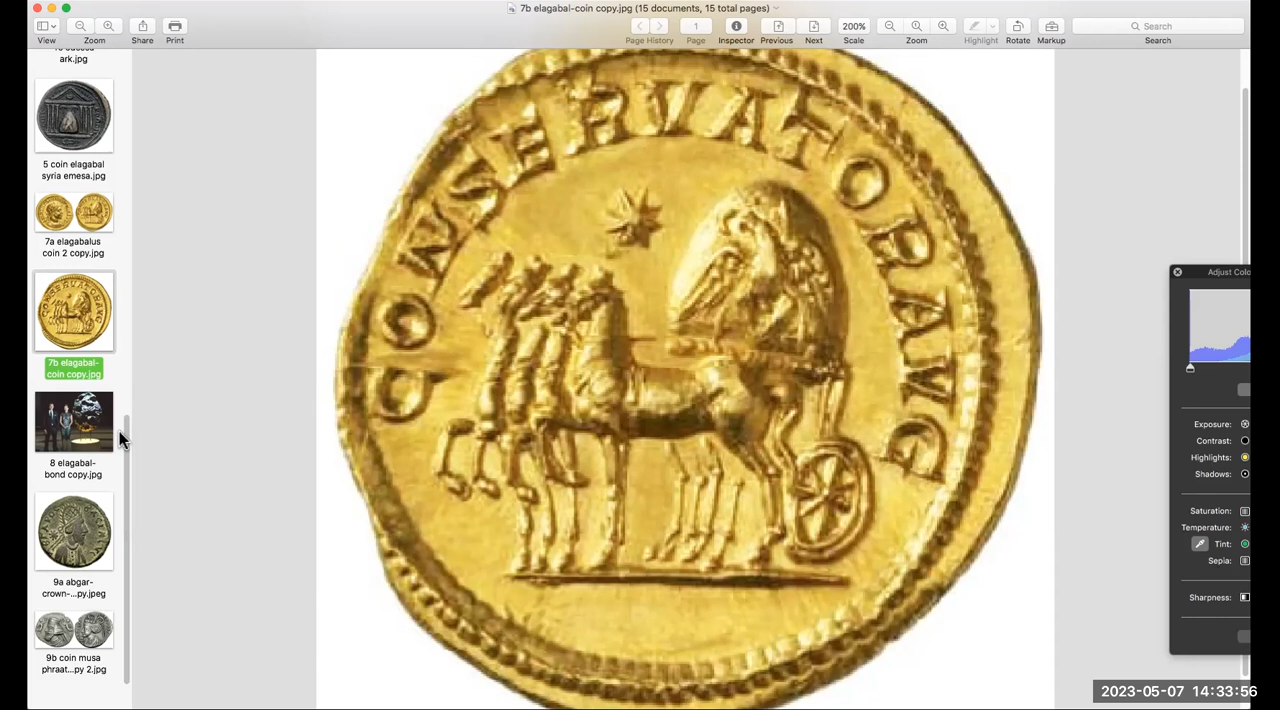 7b elagabal-coin copy.jpg (15 documents, 15 total pages)
View
Zoom
Share
Print
Page History
1
Page
Inspector
Previous
Next
200%
Scale
Zoom
Highlight
Rotate
Markup
Search
Search
ark.jpg
5 coin elagabal
syria emesa.jpg
7a elagabalus
coin 2 copy.jpg
7b elagabal-
coin copy.jpg
8 elagabal-
bond copy.jpg
9a abgar-
crown-...py.jpeg
9b coin musa
phraat...py 2.jpg
CONSERVATOR AVG
Adjust Colo
Exposure:
Contrast:
Highlights:
Shadows:
Saturation:
Temperature:
Tint:
Sepia:
Sharpness:
2023-05-07 14:33:56